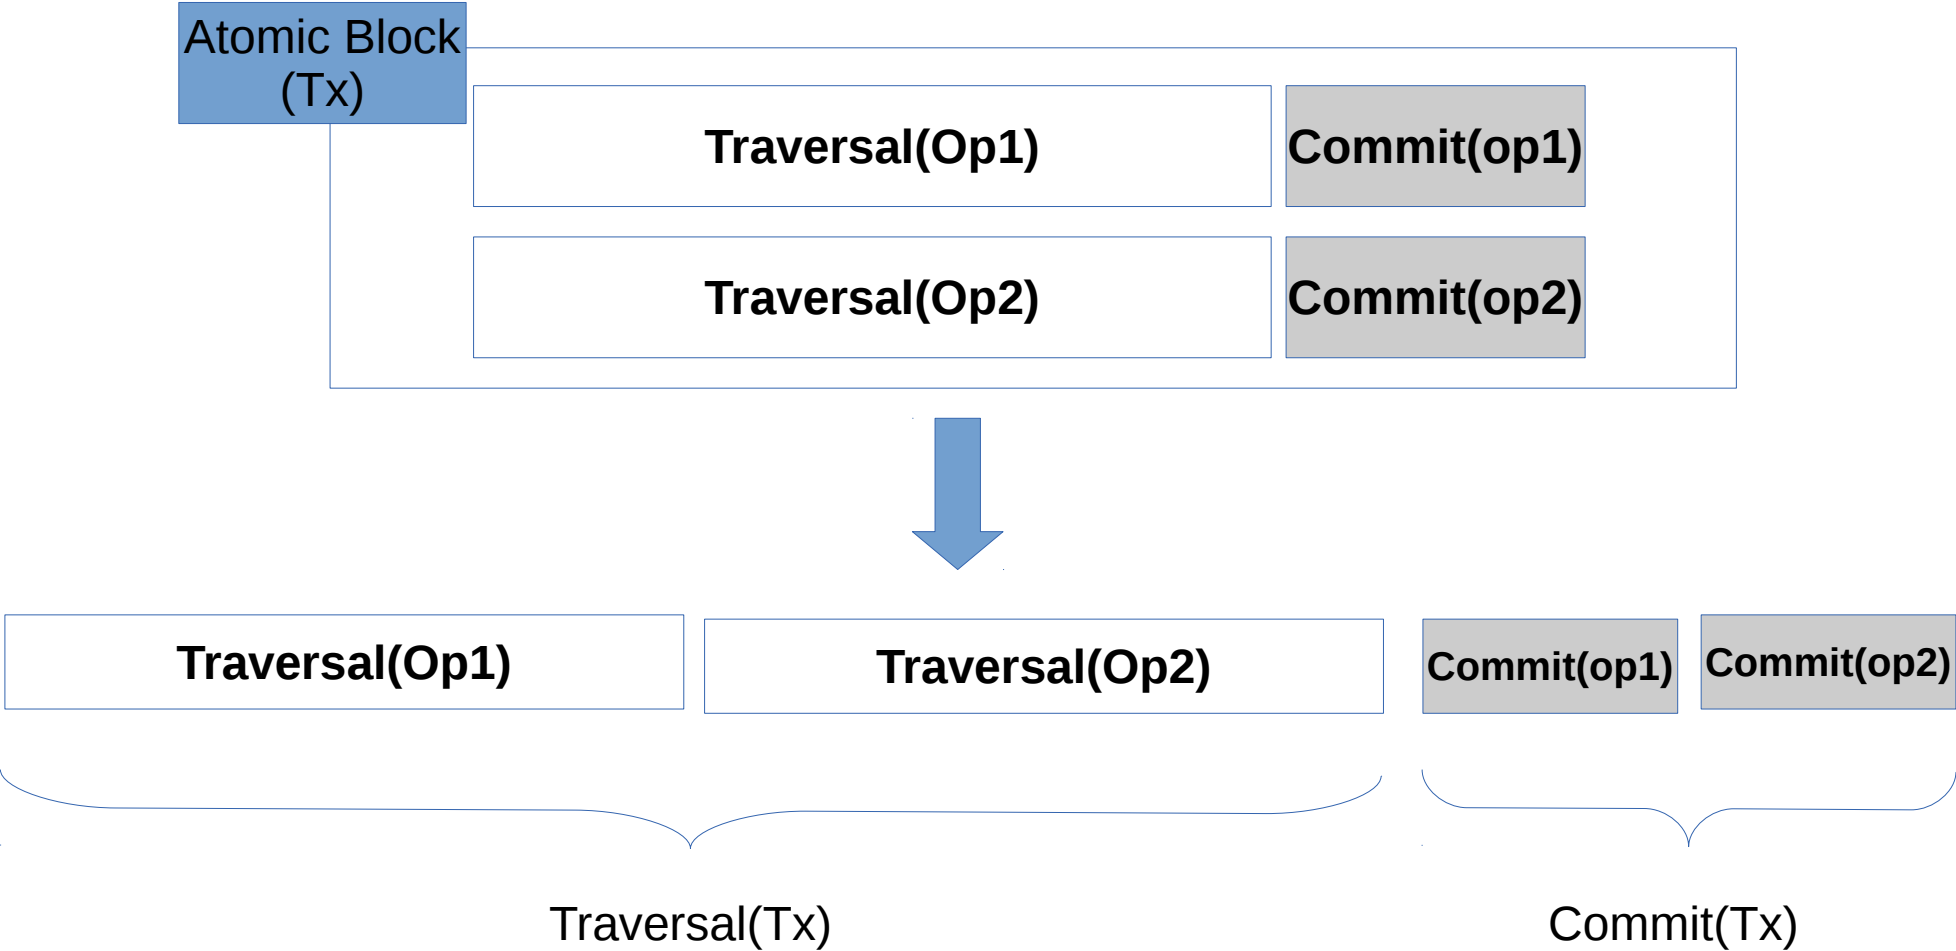 Atomic Block
(Tx)
Traversal(Op1)
Commit(op1)
Traversal(Op2)
Commit(op2)
Traversal(Op1)
Traversal(Op2)
Commit(op1)
Commit(op2)
Traversal(Tx)
Commit(Tx)